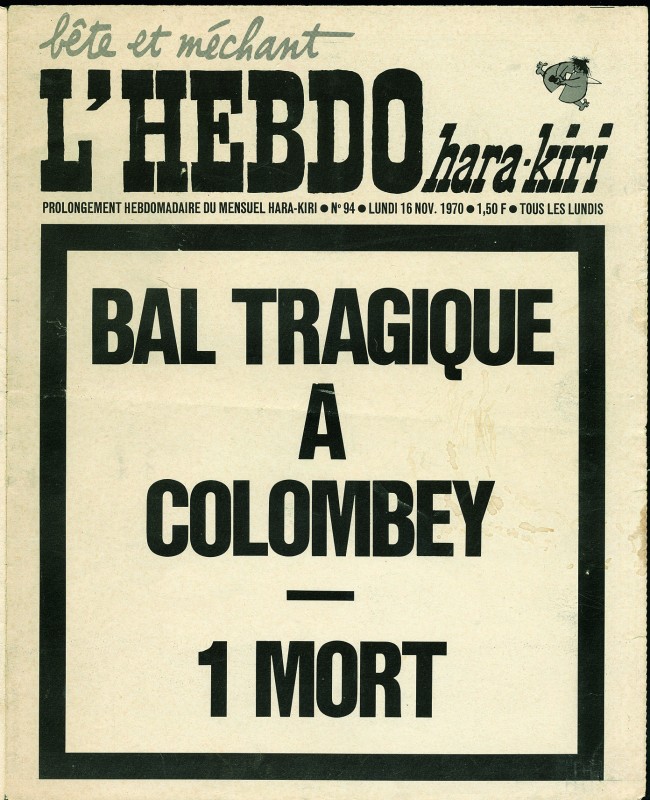 bête et méchant
L'HEBDO hara-kiri
PROLONGEMENT HEBDOMADAIRE DU MENSUEL HARA-KIRI ● Nº 94 ● LUNDI 16 NOV. 1970 ● 1,50 F ● TOUS LES LUNDIS
BAL TRAGIQUE
A
COLOMBEY
—
1 MORT